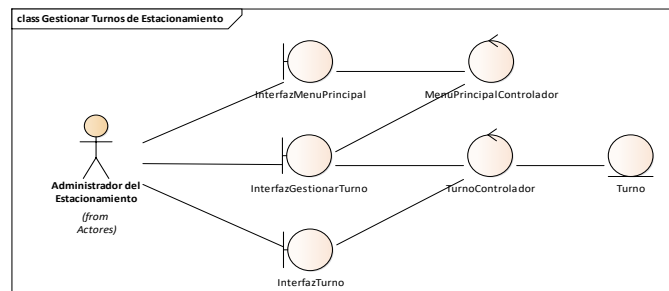 class Gestionar Turnos de Estacionamiento
InterfazMenuPrincipal
MenuPrincipalControlador
Administrador del
Estacionamiento
(from
Actores)
InterfazGestionarTurno
TurnoControlador
Turno
InterfazTurno